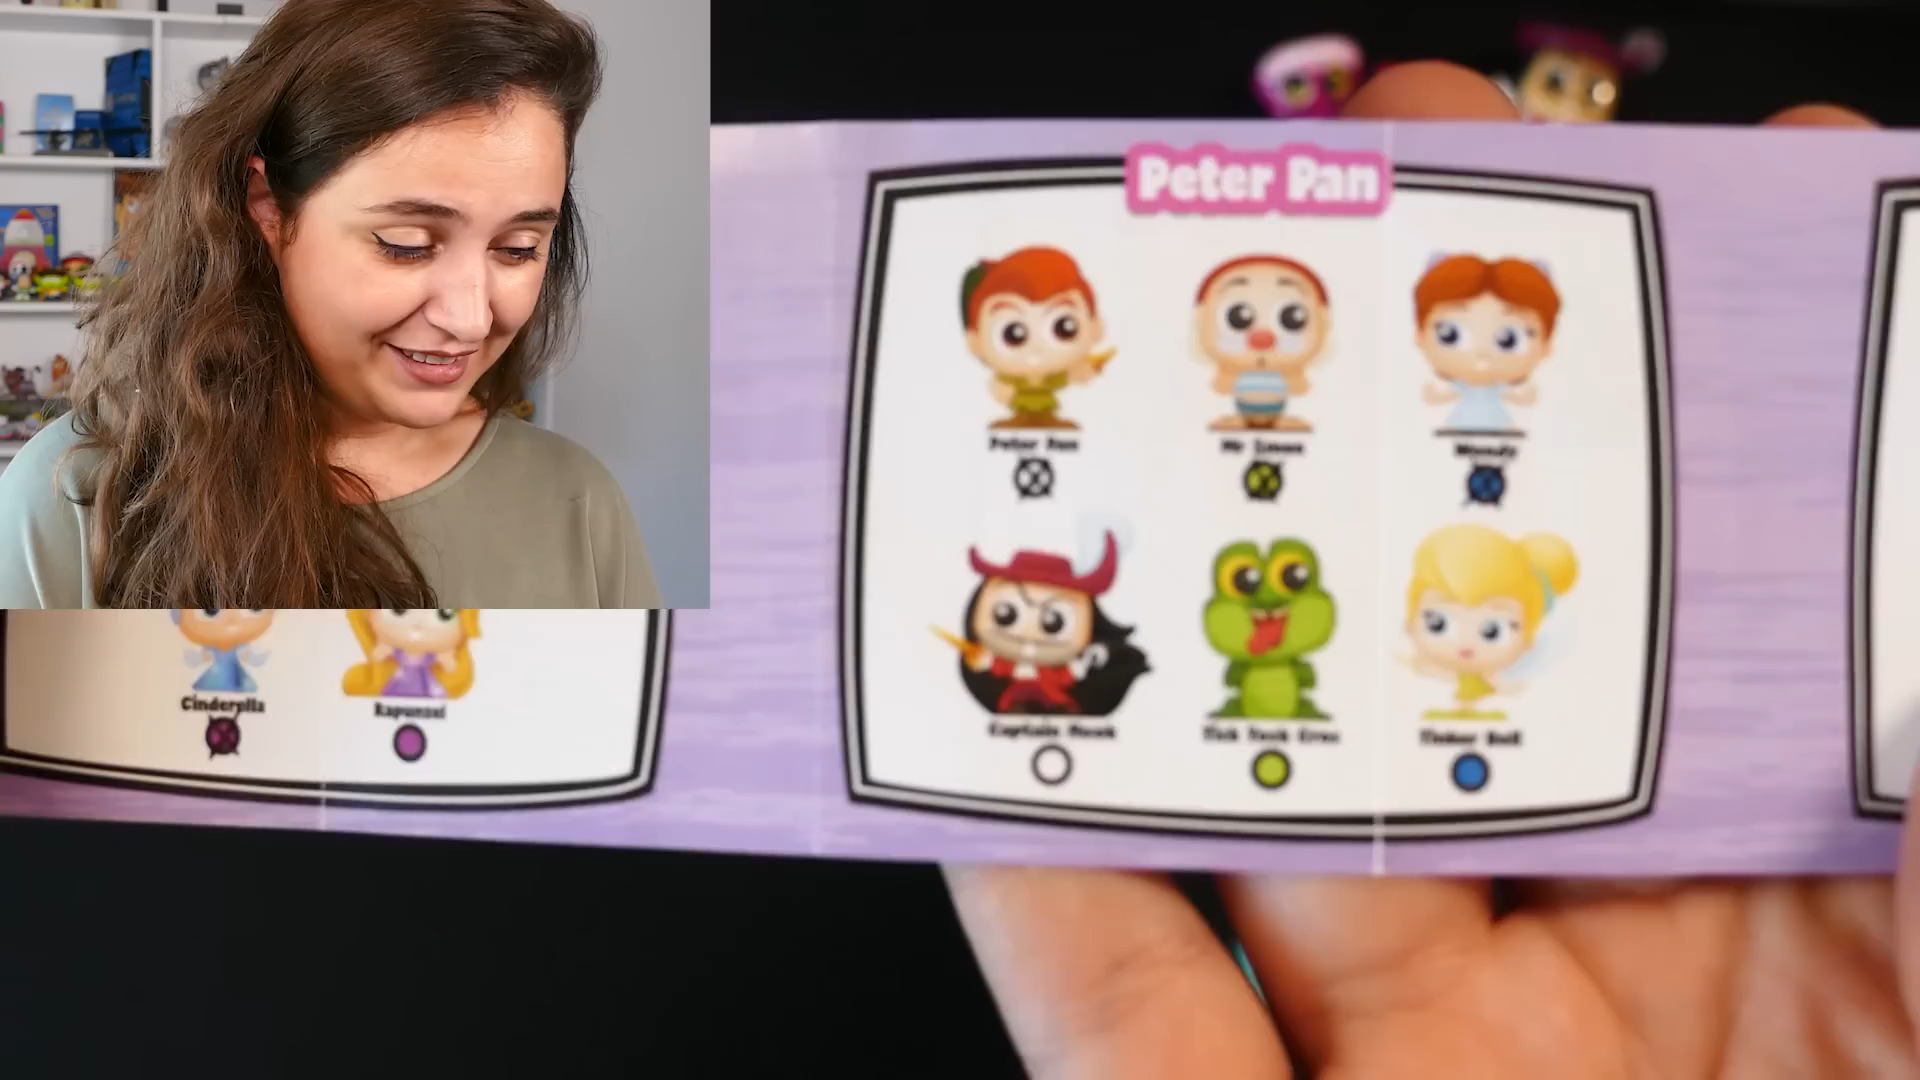 Peter Pan
Peter Pan
Mr Smee
Wendy
Captain Hook
Tick Tock Croc
Tinker Bell
Cinderella
Rapunzel